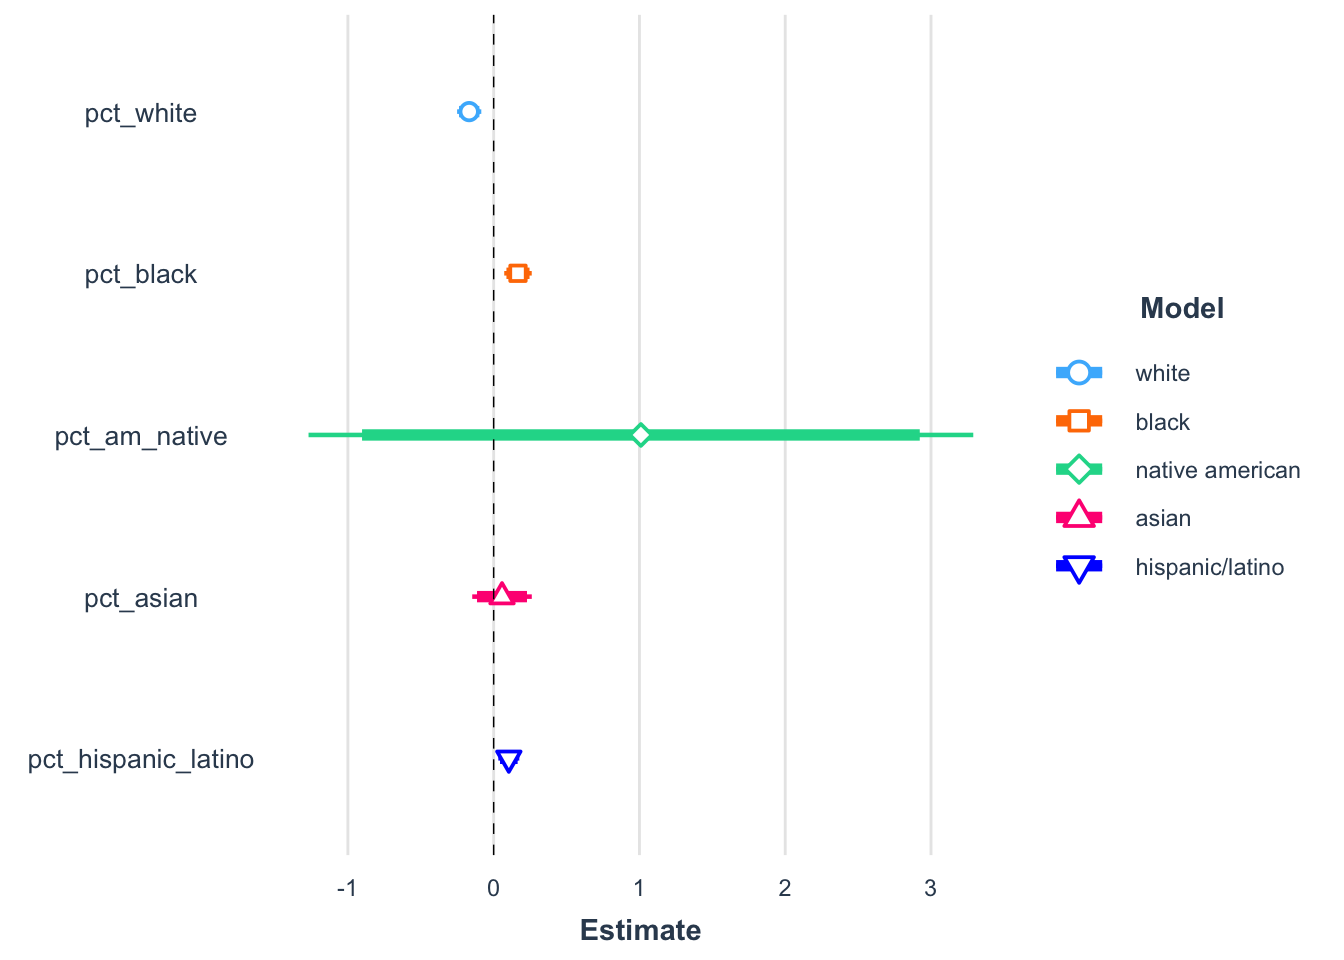 pct_white
pct_black
pct_am_native
pct_asian
pct_hispanic_latino
-1 0 1 2 3
Estimate
Model
white
black
native american
asian
hispanic/latino